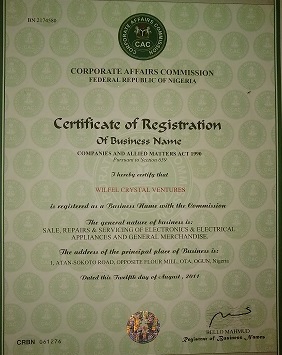 BN 2174580
CORPORATE AFFAIRS COMMISSION
CAC
CORPORATE AFFAIRS COMMISSION
FEDERAL REPUBLIC OF NIGERIA
Certificate of Registration
Of Business Name
COMPANIES AND ALLIED MATTERS ACT 1990
Pursuant to Section 659
I hereby certify that
WILFEL CRYSTAL VENTURES
is registered as a Business Name with the Commission
The general nature of business is:
SALE, REPAIRS & SERVICING OF ELECTRONICS & ELECTRICAL
APPLIANCES AND GENERAL MERCHANDISE.
The address of the principal place of Business is:
1, ATAN-SOKOTO ROAD, OPPOSITE FLOUR MILL, OTA, OGUN, Nigeria
Dated this Twelfth day of August, 2011
BELLO MAHMUD
Registrar of Business Names
CRBN 061276